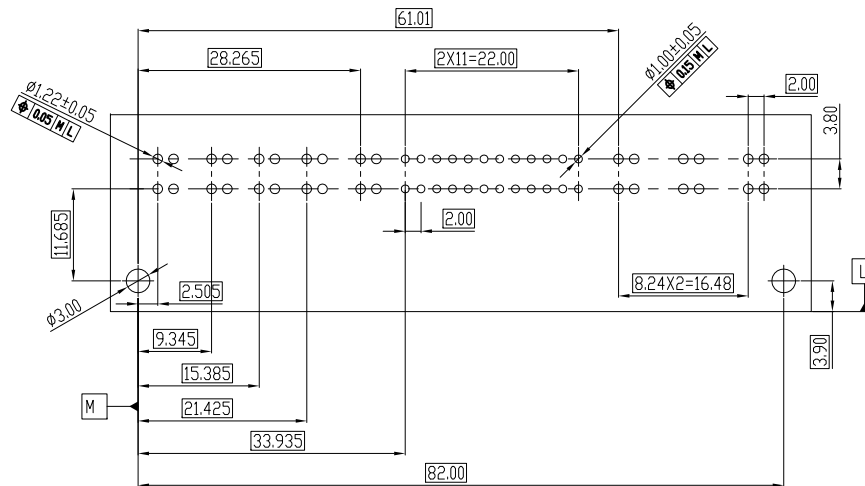 61.01
28.265
2X11=22.00
Ø1.00±0.05
⌖ 0.15 M L
2.00
Ø1.22±0.05
⌖ 0.05 M L
3.80
11.685
2.00
L
2.505
8.24X2=16.48
Ø3.00
9.345
3.90
15.385
M
21.425
33.935
82.00